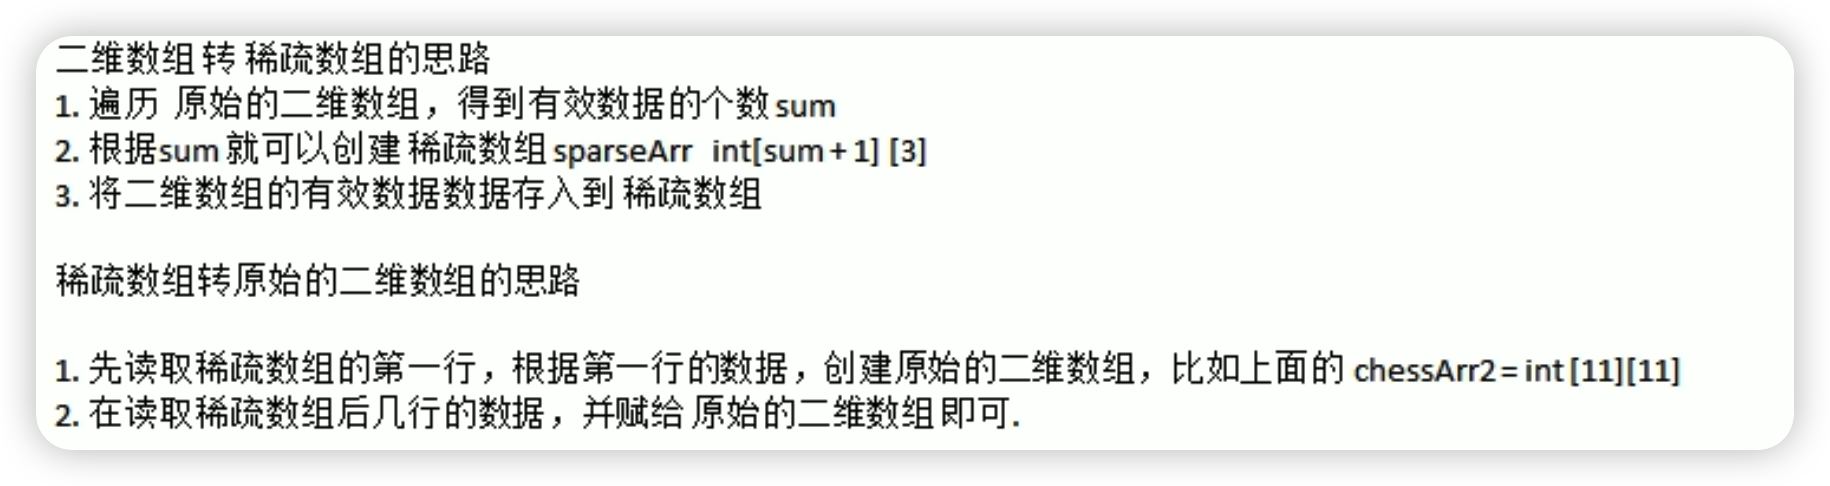 二维数组 转 稀疏数组的思路
1. 遍历 原始的二维数组，得到有效数据的个数 sum
2. 根据sum 就可以创建 稀疏数组 sparseArr int[sum + 1] [3]
3. 将二维数组的有效数据数据存入到 稀疏数组
稀疏数组转原始的二维数组的思路
1. 先读取稀疏数组的第一行，根据第一行的数据，创建原始的二维数组，比如上面的 chessArr2 = int [11][11]
2. 在读取稀疏数组后几行的数据，并赋给 原始的二维数组 即可.